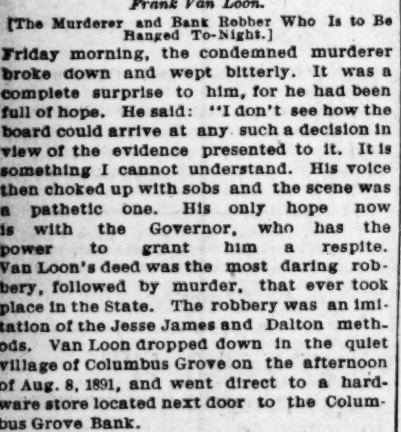 Frank Van Loon.
[The Murderer and Bank Robber Who Is to Be
Hanged To-Night.]
Friday morning, the condemned murderer
broke down and wept bitterly. It was a
complete surprise to him, for he had been
full of hope. He said: "I don't see how the
board could arrive at any such a decision in
view of the evidence presented to it. It is
something I cannot understand. His voice
then choked up with sobs and the scene was
a pathetic one. His only hope now
is with the Governor, who has the
power to grant him a respite.
Van Loon's deed was the most daring rob-
bery, followed by murder, that ever took
place in the State. The robbery was an imi-
tation of the Jesse James and Dalton meth-
ods. Van Loon dropped down in the quiet
village of Columbus Grove on the afternoon
of Aug. 8, 1891, and went direct to a hard-
ware store located next door to the Colum-
bus Grove Bank.